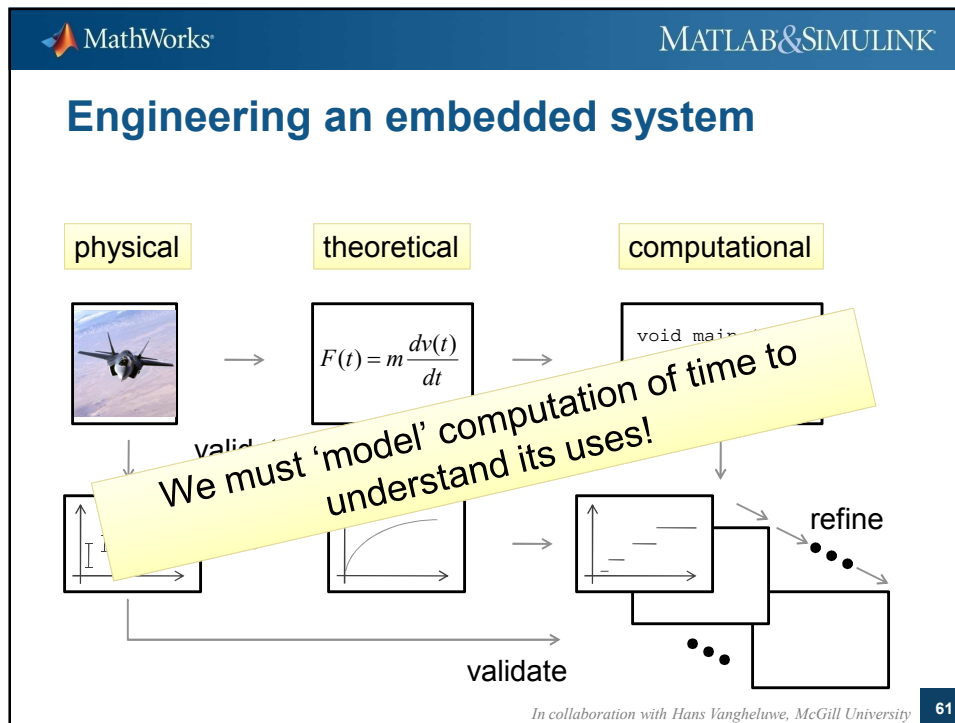 MathWorks®
MATLAB&SIMULINK®
Engineering an embedded system
physical
theoretical
computational
F(t) = m dv(t)/dt
void main
We must ‘model’ computation of time to
understand its uses!
refine
validate
In collaboration with Hans Vangheluwe, McGill University
61